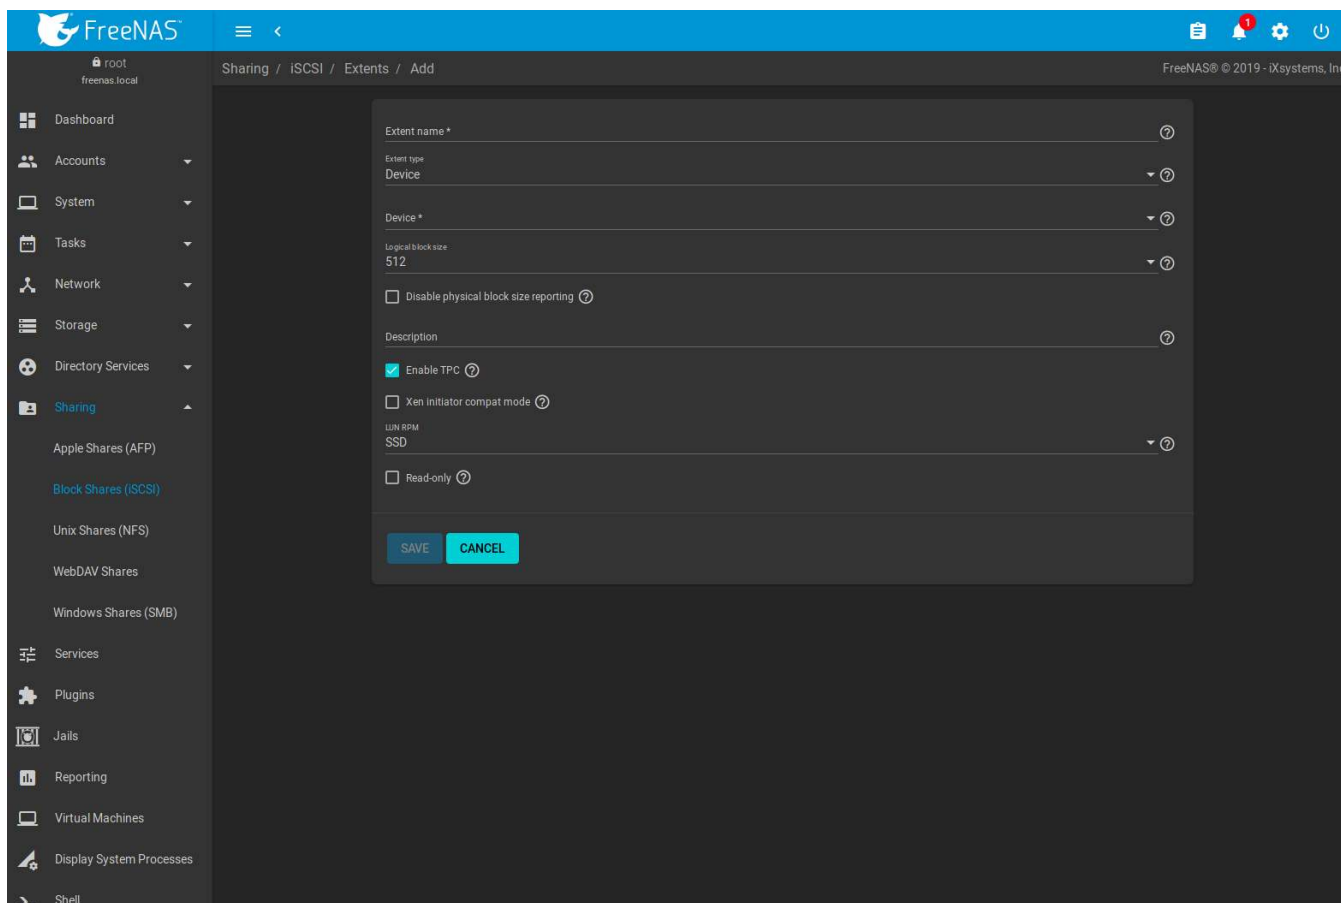 FreeNAS
1
root
freenas.local
Sharing / iSCSI / Extents / Add
FreeNAS® © 2019 - iXsystems, Inc
Dashboard
Accounts
System
Tasks
Network
Storage
Directory Services
Sharing
Apple Shares (AFP)
Block Shares (iSCSI)
Unix Shares (NFS)
WebDAV Shares
Windows Shares (SMB)
Services
Plugins
Jails
Reporting
Virtual Machines
Display System Processes
Shell
Extent name *
Extent type
Device
Device *
Logical block size
512
Disable physical block size reporting
Description
Enable TPC
Xen initiator compat mode
LUN RPM
SSD
Read-only
SAVE CANCEL